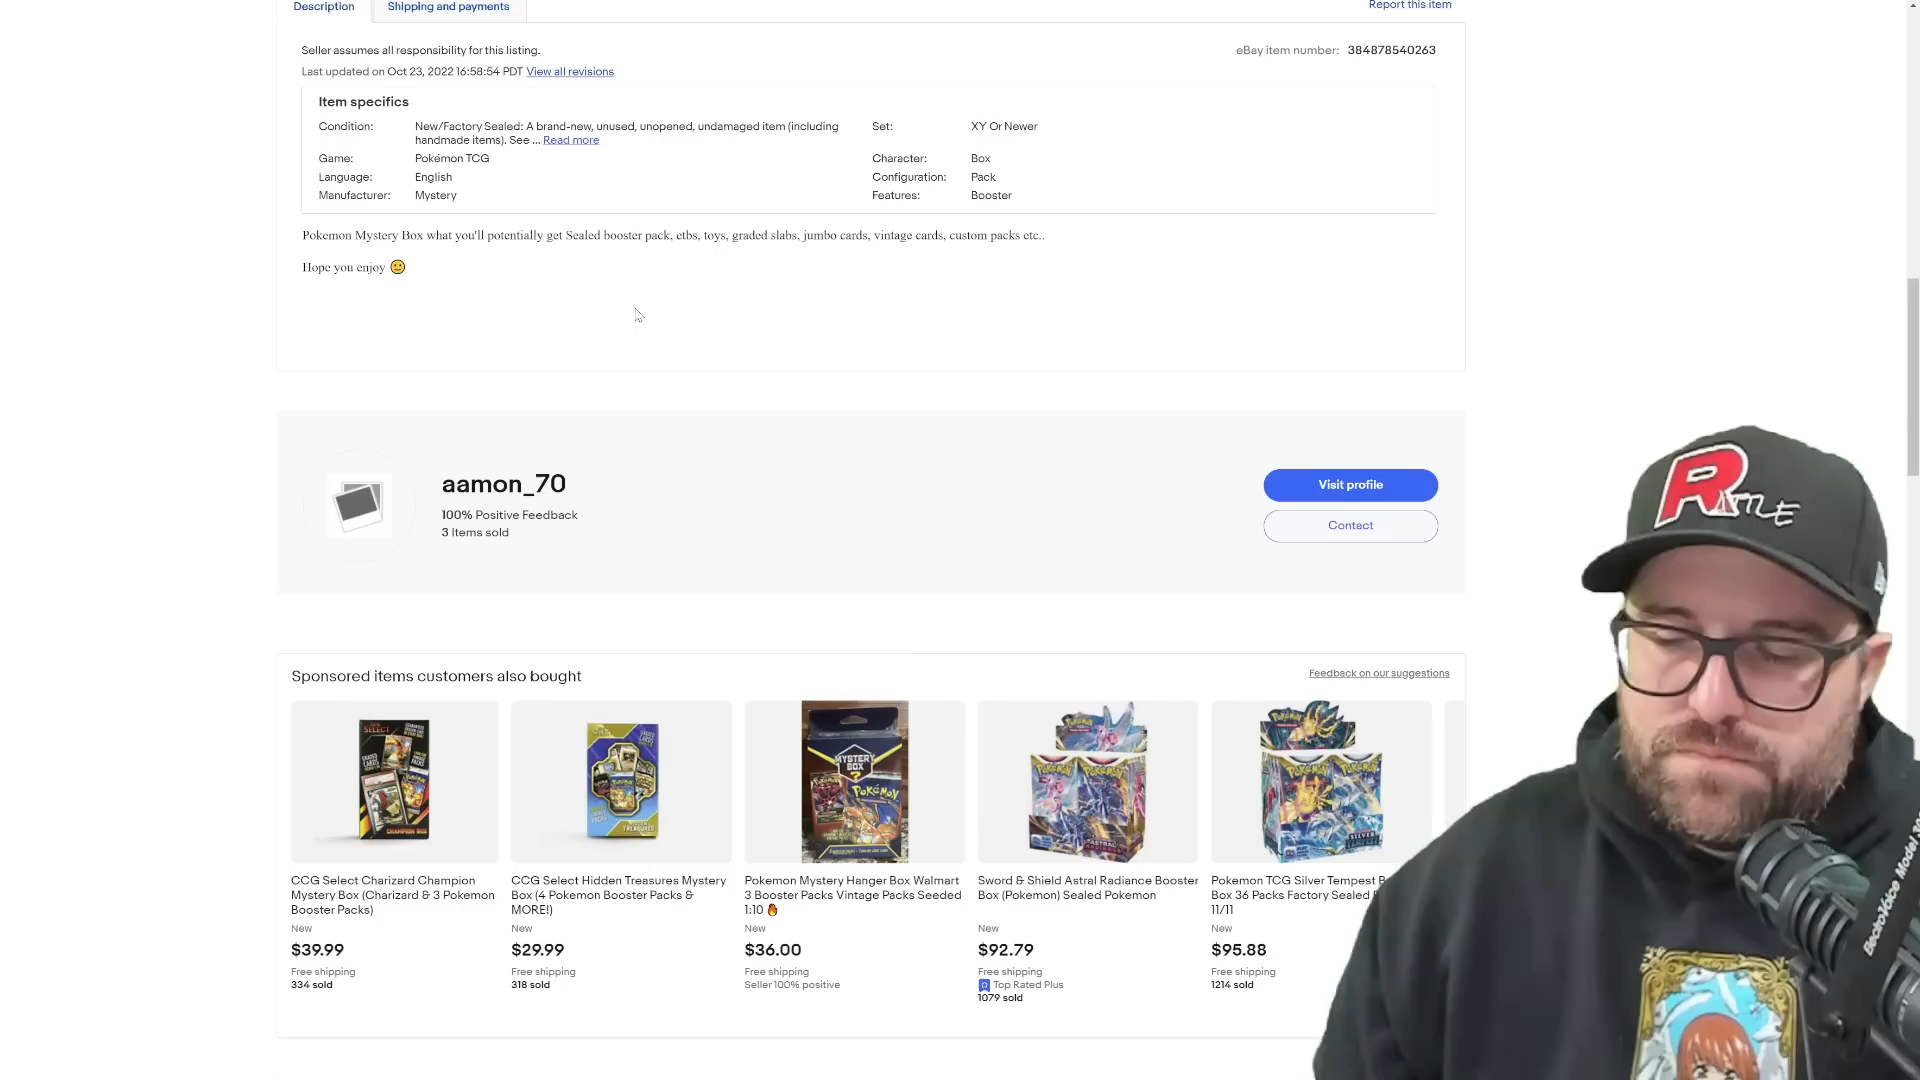 Description
Shipping and payments
Report this item
Seller assumes all responsibility for this listing.
eBay item number: 384878540263
Last updated on Oct 23, 2022 16:58:54 PDT View all revisions
Item specifics
Condition: New/Factory Sealed: A brand-new, unused, unopened, undamaged item (including
handmade items). See ... Read more
Set: XY Or Newer
Game: Pokémon TCG
Character: Box
Language: English
Configuration: Pack
Manufacturer: Mystery
Features: Booster
Pokemon Mystery Box what you'll potentially get Sealed booster pack, etbs, toys, graded slabs, jumbo cards, vintage cards, custom packs etc..
Hope you enjoy 🙂
aamon_70
100% Positive Feedback
3 Items sold
Visit profile
Contact
Sponsored items customers also bought
Feedback on our suggestions
CCG Select Charizard Champion
Mystery Box (Charizard & 3 Pokemon
Booster Packs)
New
$39.99
Free shipping
334 sold
CCG Select Hidden Treasures Mystery
Box (4 Pokemon Booster Packs &
MORE!)
New
$29.99
Free shipping
318 sold
MYSTERY
BOX
?
POKéMON
Pokemon Mystery Hanger Box Walmart
3 Booster Packs Vintage Packs Seeded
1:10 🔥
New
$36.00
Free shipping
Seller 100% positive
Sword & Shield Astral Radiance Booster
Box (Pokemon) Sealed Pokemon
New
$92.79
Free shipping
Top Rated Plus
1079 sold
Pokemon TCG Silver Tempest B
Box 36 Packs Factory Sealed
11/11
New
$95.88
Free shipping
1214 sold
ElectroVoice Model